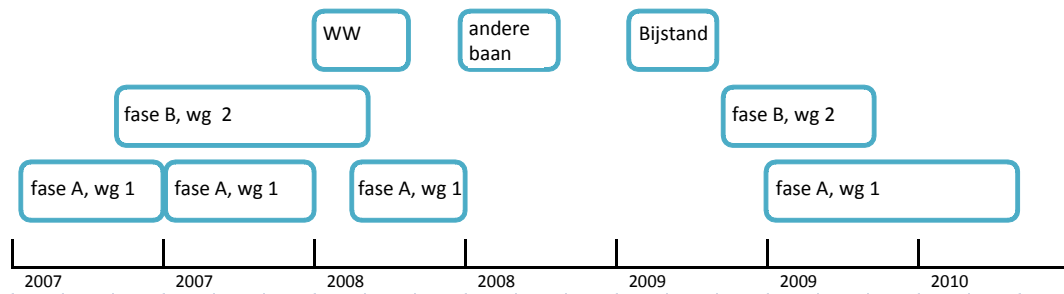 WW
andere
baan
Bijstand
fase B, wg 2
fase B, wg 2
fase A, wg 1
fase A, wg 1
fase A, wg 1
fase A, wg 1
2007
2007
2008
2008
2009
2009
2010